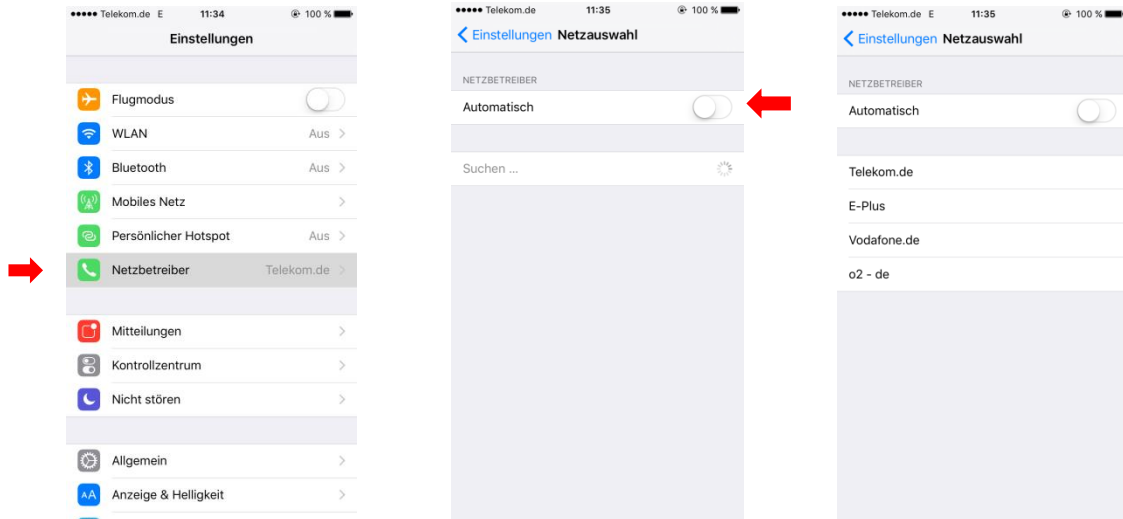 Telekom.de E 11:34 100 %
Einstellungen
Flugmodus
WLAN Aus
Bluetooth Aus
Mobiles Netz
Persönlicher Hotspot Aus
Netzbetreiber Telekom.de
Mitteilungen
Kontrollzentrum
Nicht stören
Allgemein
AA Anzeige & Helligkeit
Telekom.de 11:35 100 %
Einstellungen Netzauswahl
NETZBETREIBER
Automatisch
Suchen ...
Telekom.de E 11:35 100 %
Einstellungen Netzauswahl
NETZBETREIBER
Automatisch
Telekom.de
E-Plus
Vodafone.de
o2 - de